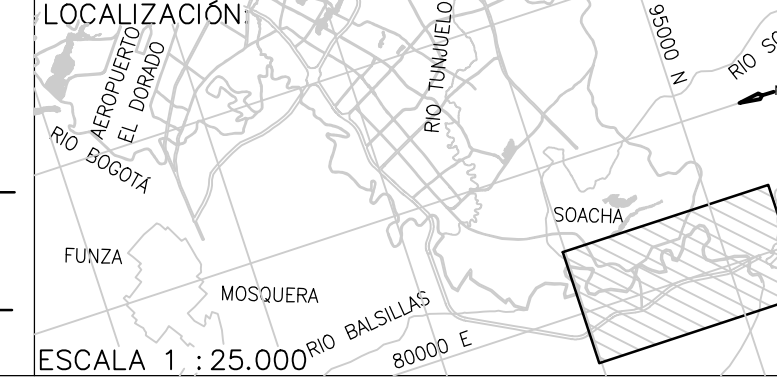 LOCALIZACIÓN:
AEROPUERTO
EL DORADO
RIO BOGOTÁ
RIO TUNJUELO
95000 N
SOACHA
FUNZA
MOSQUERA
RIO BALSILLAS
80000 E
ESCALA 1 : 25.000